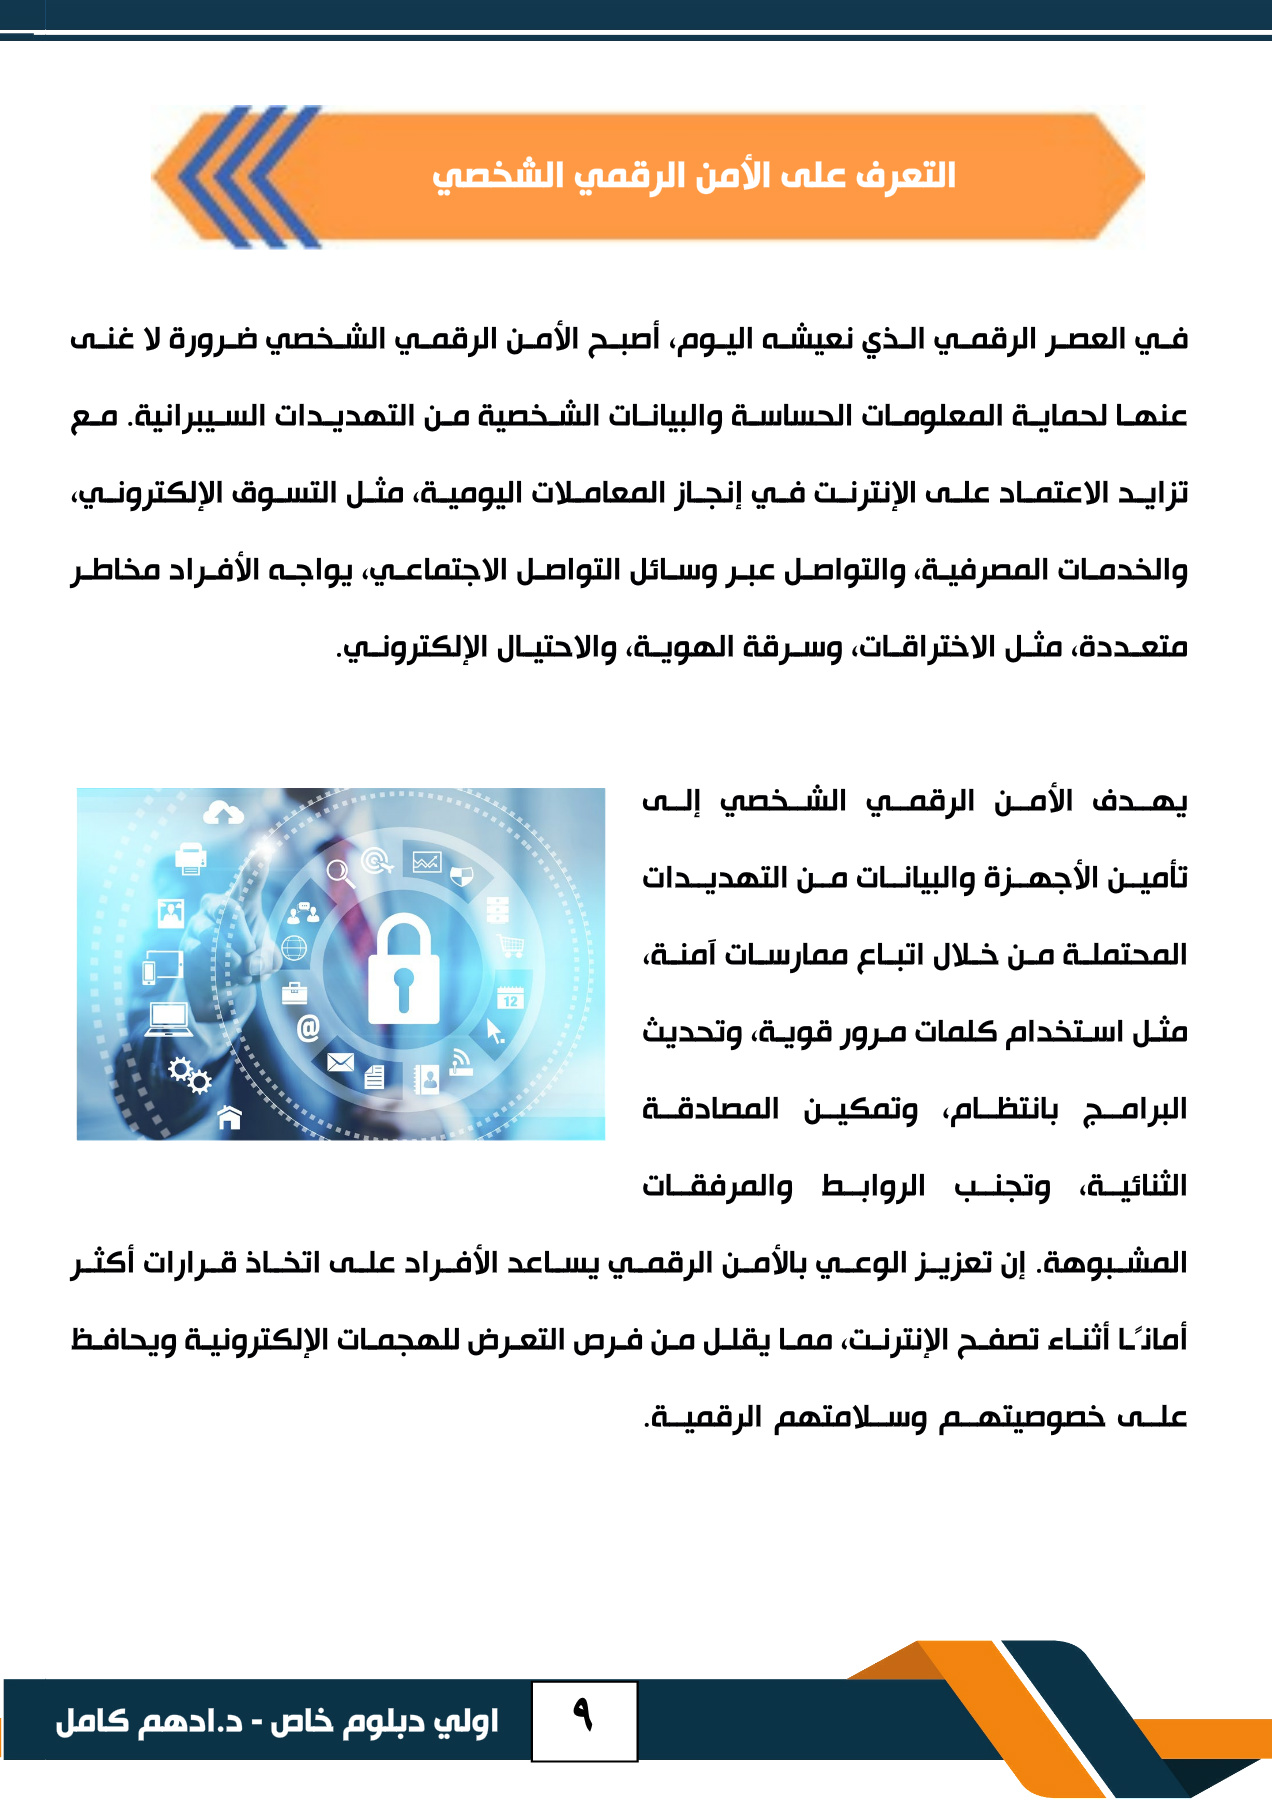 التعرف على الأمن الرقمي الشخصي
في العصر الرقمي الذي نعيشه اليوم، أصبح الأمن الرقمي الشخصي ضرورة لا غنى
عنها لحماية المعلومات الحساسة والبيانات الشخصية من التهديدات السيبرانية. مع
تزايد الاعتماد على الإنترنت في إنجاز المعاملات اليومية، مثل التسوق الإلكتروني،
والخدمات المصرفية، والتواصل عبر وسائل التواصل الاجتماعي، يواجه الأفراد مخاطر
متعددة، مثل الاختراقات، وسرقة الهوية، والاحتيال الإلكتروني.
يهدف الأمن الرقمي الشخصي إلى
تأمين الأجهزة والبيانات من التهديدات
المحتملة من خلال اتباع ممارسات آمنة،
مثل استخدام كلمات مرور قوية، وتحديث
البرامج بانتظام، وتمكين المصادقة
الثنائية، وتجنب الروابط والمرفقات
المشبوهة. إن تعزيز الوعي بالأمن الرقمي يساعد الأفراد على اتخاذ قرارات أكثر
أمانًا أثناء تصفح الإنترنت، مما يقلل من فرص التعرض للهجمات الإلكترونية ويحافظ
على خصوصيتهم وسلامتهم الرقمية.
@
12
٩
اولي دبلوم خاص - د.ادهم كامل